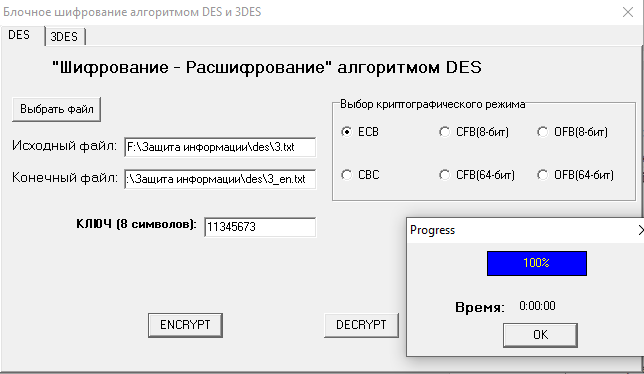 Блочное шифрование алгоритмом DES и 3DES
DES 3DES
"Шифрование - Расшифрование" алгоритмом DES
Выбрать файл
Выбор криптографического режима
ECB CFB(8-бит) OFB(8-бит)
Исходный файл: F:\Защита информации\des\3.txt
Конечный файл: :\Защита информации\des\3_en.txt
CBC CFB(64-бит) OFB(64-бит)
КЛЮЧ (8 символов): 11345673
Progress
100%
Время: 0:00:00
ENCRYPT DECRYPT OK